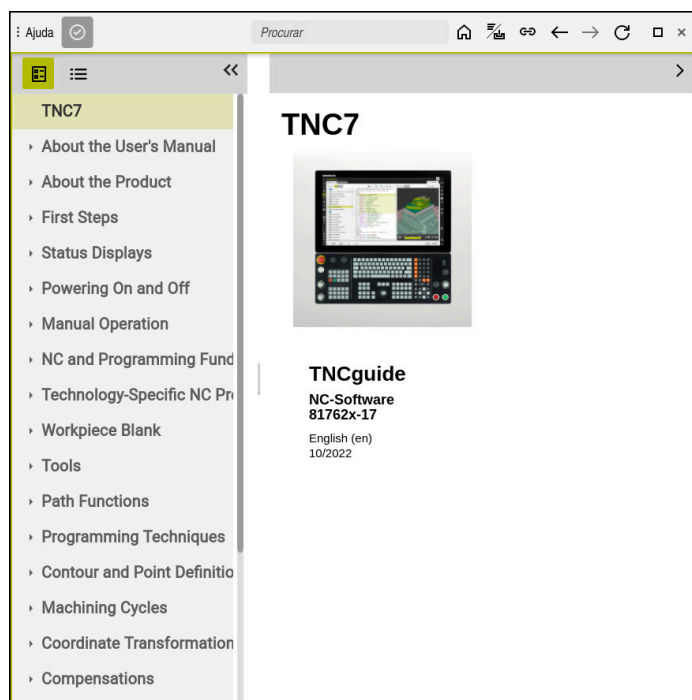 Ajuda
Procurar
TNC7
About the User's Manual
About the Product
First Steps
Status Displays
Powering On and Off
Manual Operation
NC and Programming Fund
Technology-Specific NC Pr
Workpiece Blank
Tools
Path Functions
Programming Techniques
Contour and Point Definitio
Machining Cycles
Coordinate Transformation
Compensations
TNC7
TNCguide
NC-Software
81762x-17
English (en)
10/2022